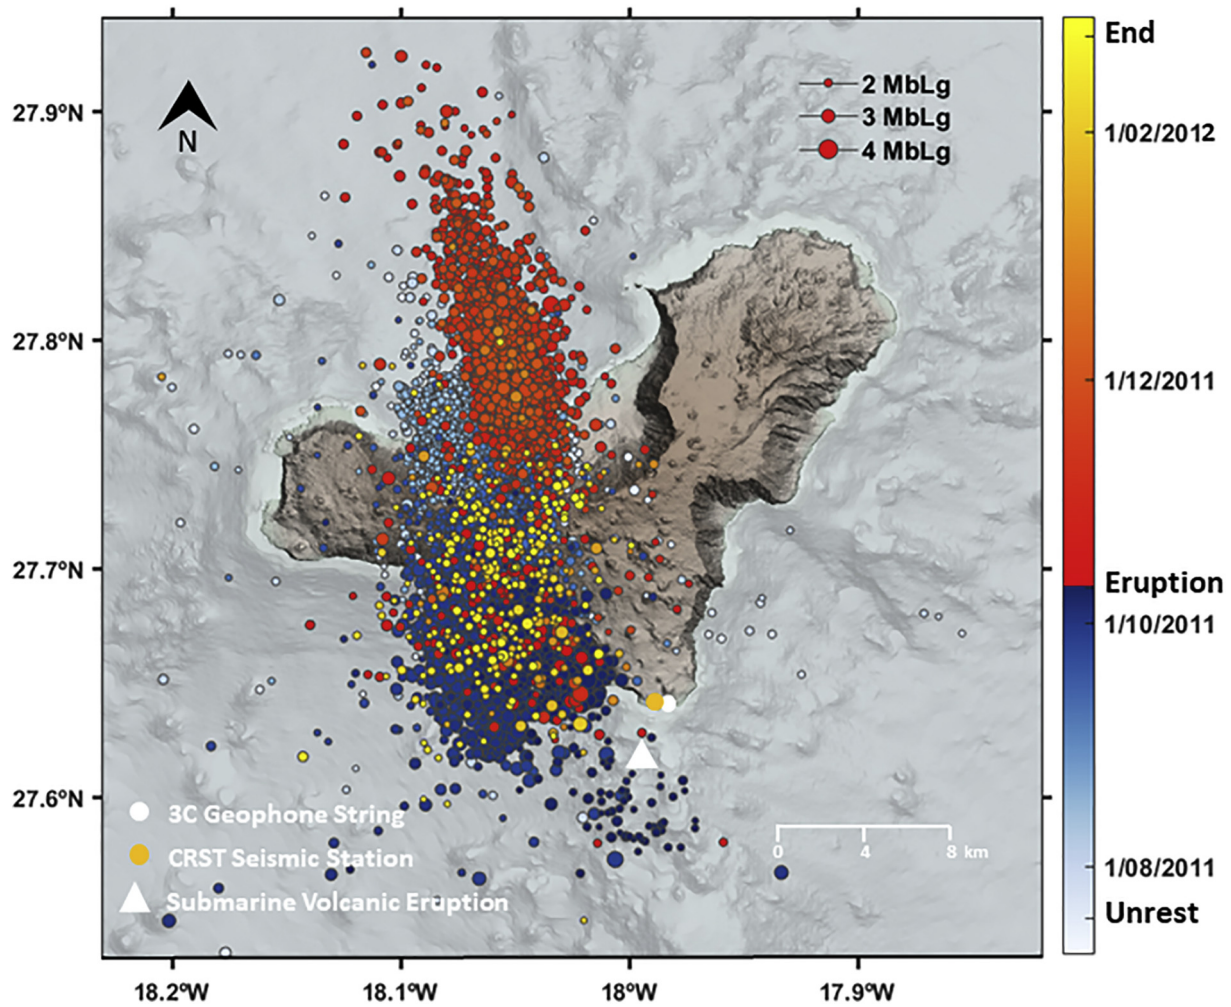 27.9°N
27.8°N
27.7°N
27.6°N
18.2°W
18.1°W
18°W
17.9°W
N
2 MbLg
3 MbLg
4 MbLg
3C Geophone String
CRST Seismic Station
Submarine Volcanic Eruption
0 4 8 km
End
1/02/2012
1/12/2011
Eruption
1/10/2011
1/08/2011
Unrest